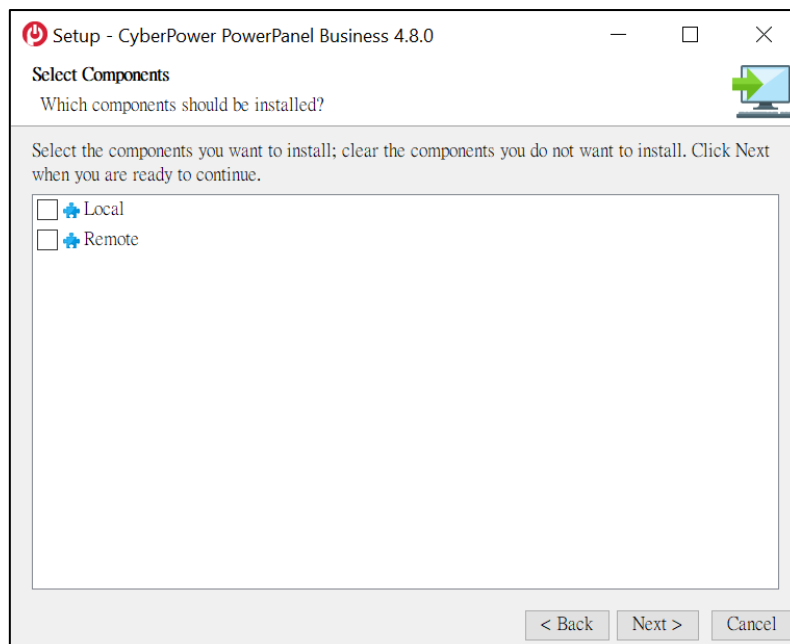 Setup - CyberPower PowerPanel Business 4.8.0
Select Components
Which components should be installed?
Select the components you want to install; clear the components you do not want to install. Click Next
when you are ready to continue.
Local
Remote
< Back Next > Cancel